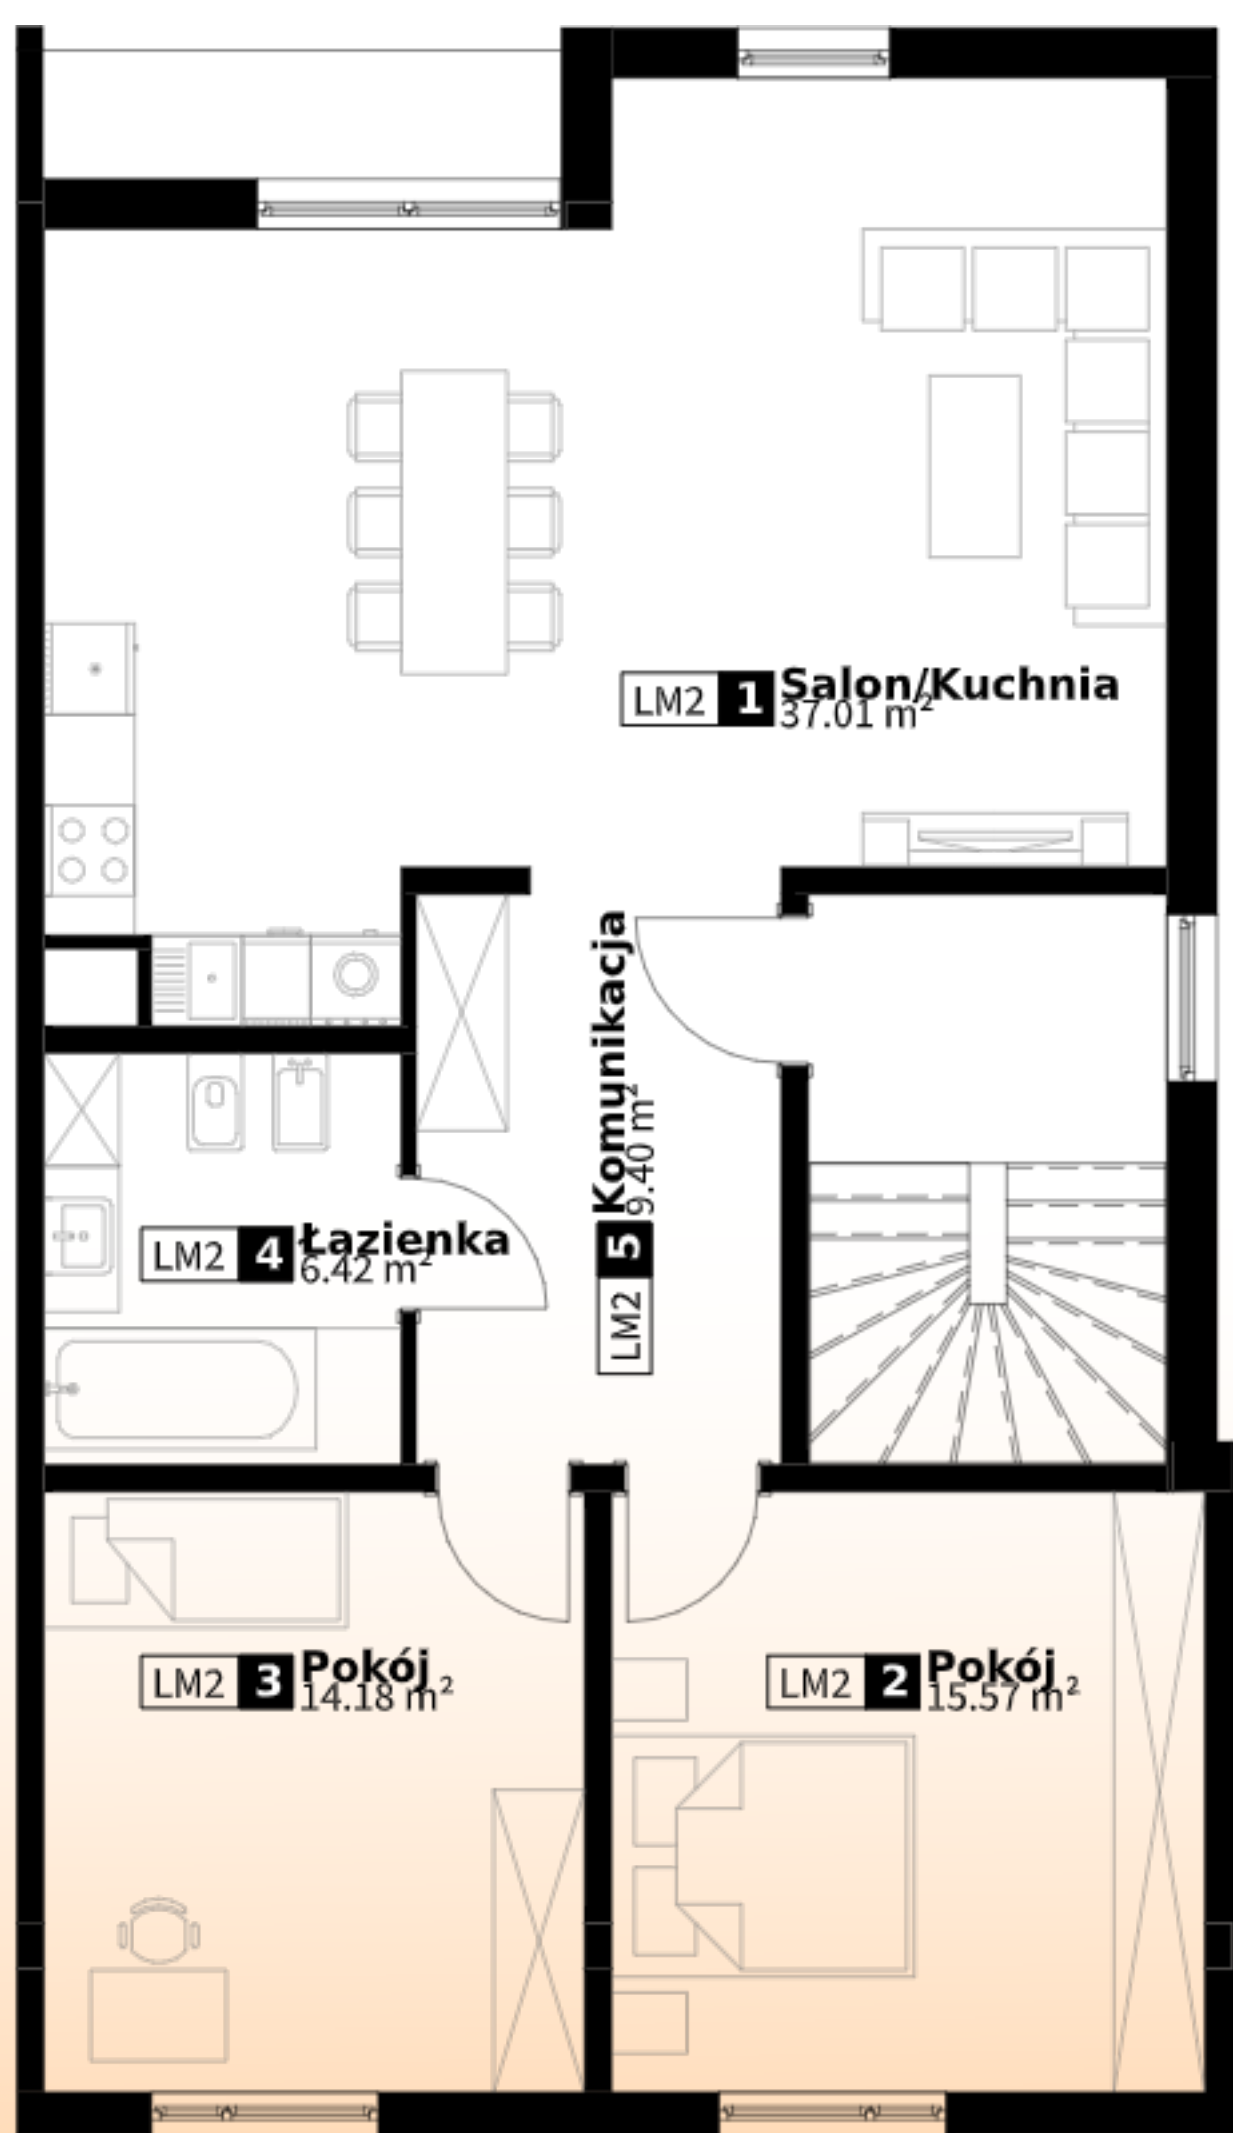 LM2 1 Salon/Kuchnia
37.01 m²
LM2 5 Komunikacja
9.40 m²
LM2 4 Łazienka
6.42 m²
LM2 3 Pokój
14.18 m²
LM2 2 Pokój
15.57 m²